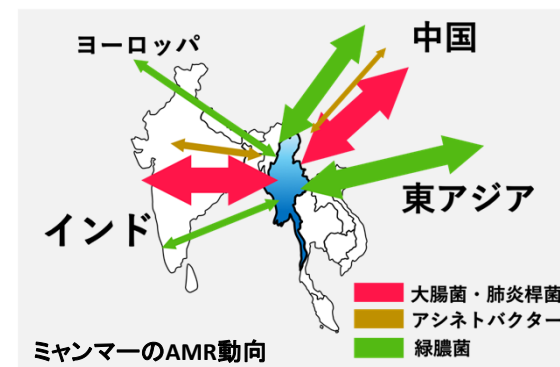 ヨーロッパ
中国
東アジア
インド
大腸菌・肺炎桿菌
アシネトバクター
緑膿菌
ミャンマーのAMR動向